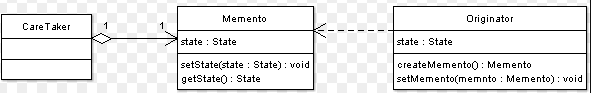 CareTaker
1
1
Memento
state : State
setState(state : State) : void
getState() : State
Originator
state : State
createMemento() : Memento
setMemento(memnto : Memento) : void